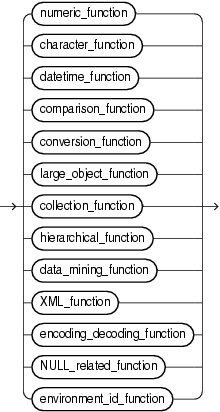 numeric_function
character_function
datetime_function
comparison_function
conversion_function
large_object_function
collection_function
hierarchical_function
data_mining_function
XML_function
encoding_decoding_function
NULL_related_function
environment_id_function